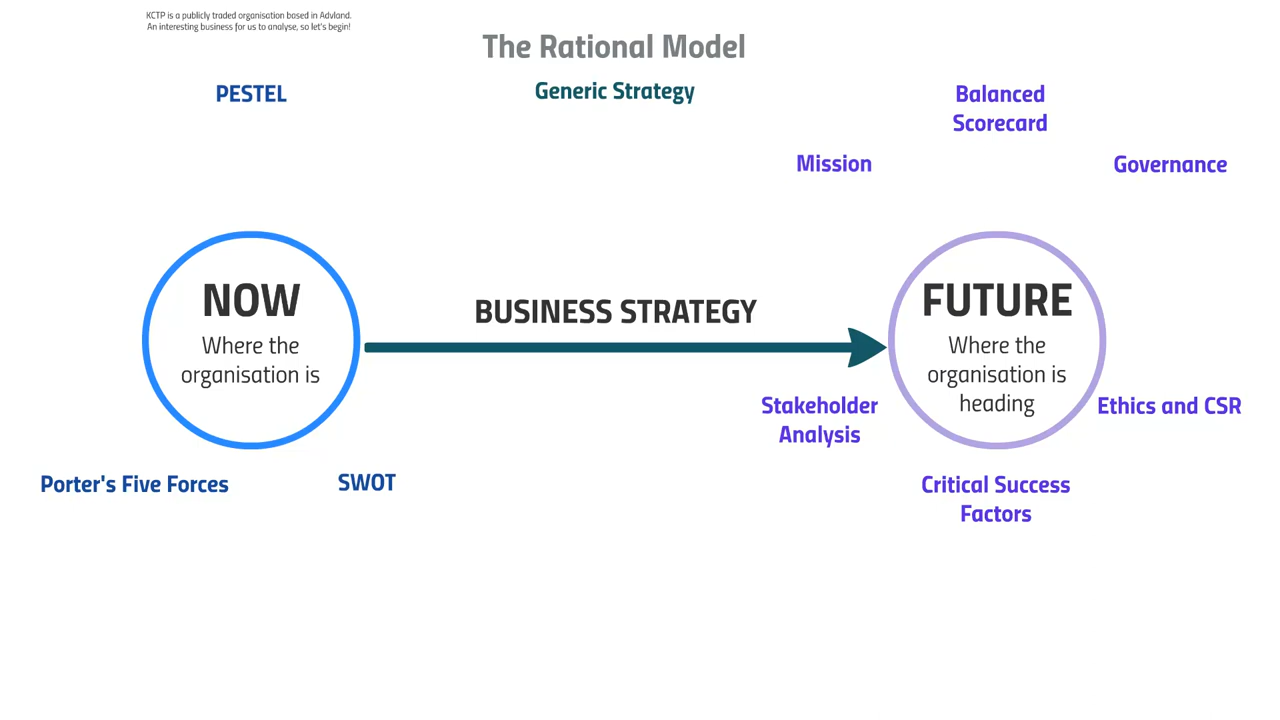 KCTP is a publicly traded organisation based in Advland.
An interesting business for us to analyse, so let's begin!
The Rational Model
PESTEL
Generic Strategy
Balanced
Scorecard
Mission
Governance
NOW
Where the
organisation is
BUSINESS STRATEGY
FUTURE
Where the
organisation is
heading
Stakeholder
Analysis
Ethics and CSR
Porter's Five Forces
SWOT
Critical Success
Factors